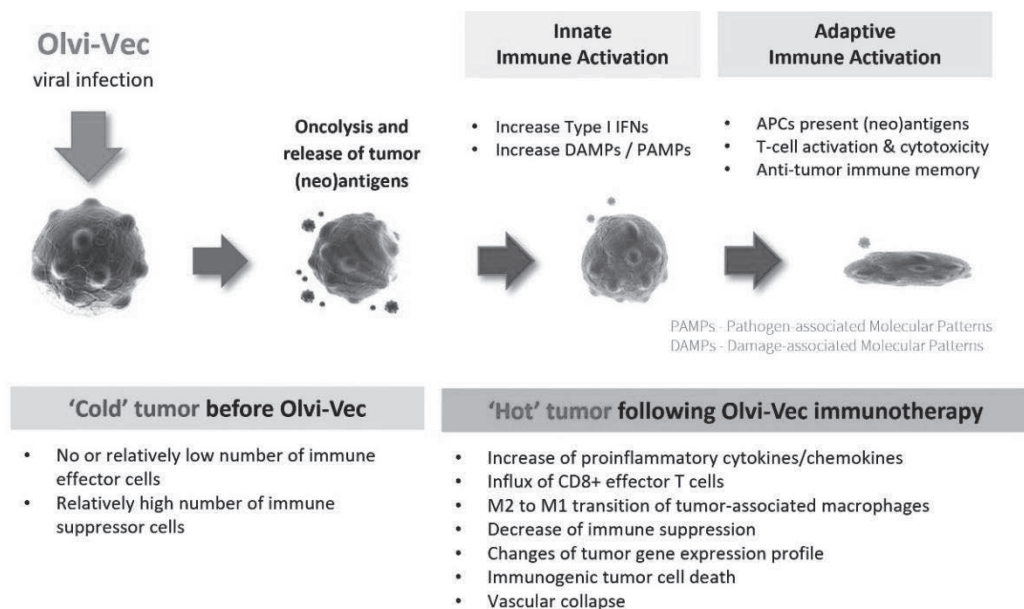 Olvi-Vec
viral infection
Oncolysis and
release of tumor
(neo)antigens
Innate
Immune Activation
• Increase Type I IFNs
• Increase DAMPs / PAMPs
Adaptive
Immune Activation
• APCs present (neo)antigens
• T-cell activation & cytotoxicity
• Anti-tumor immune memory
PAMPs - Pathogen-associated Molecular Patterns
DAMPs - Damage-associated Molecular Patterns
'Cold' tumor before Olvi-Vec
• No or relatively low number of immune
effector cells
• Relatively high number of immune
suppressor cells
'Hot' tumor following Olvi-Vec immunotherapy
• Increase of proinflammatory cytokines/chemokines
• Influx of CD8+ effector T cells
• M2 to M1 transition of tumor-associated macrophages
• Decrease of immune suppression
• Changes of tumor gene expression profile
• Immunogenic tumor cell death
• Vascular collapse